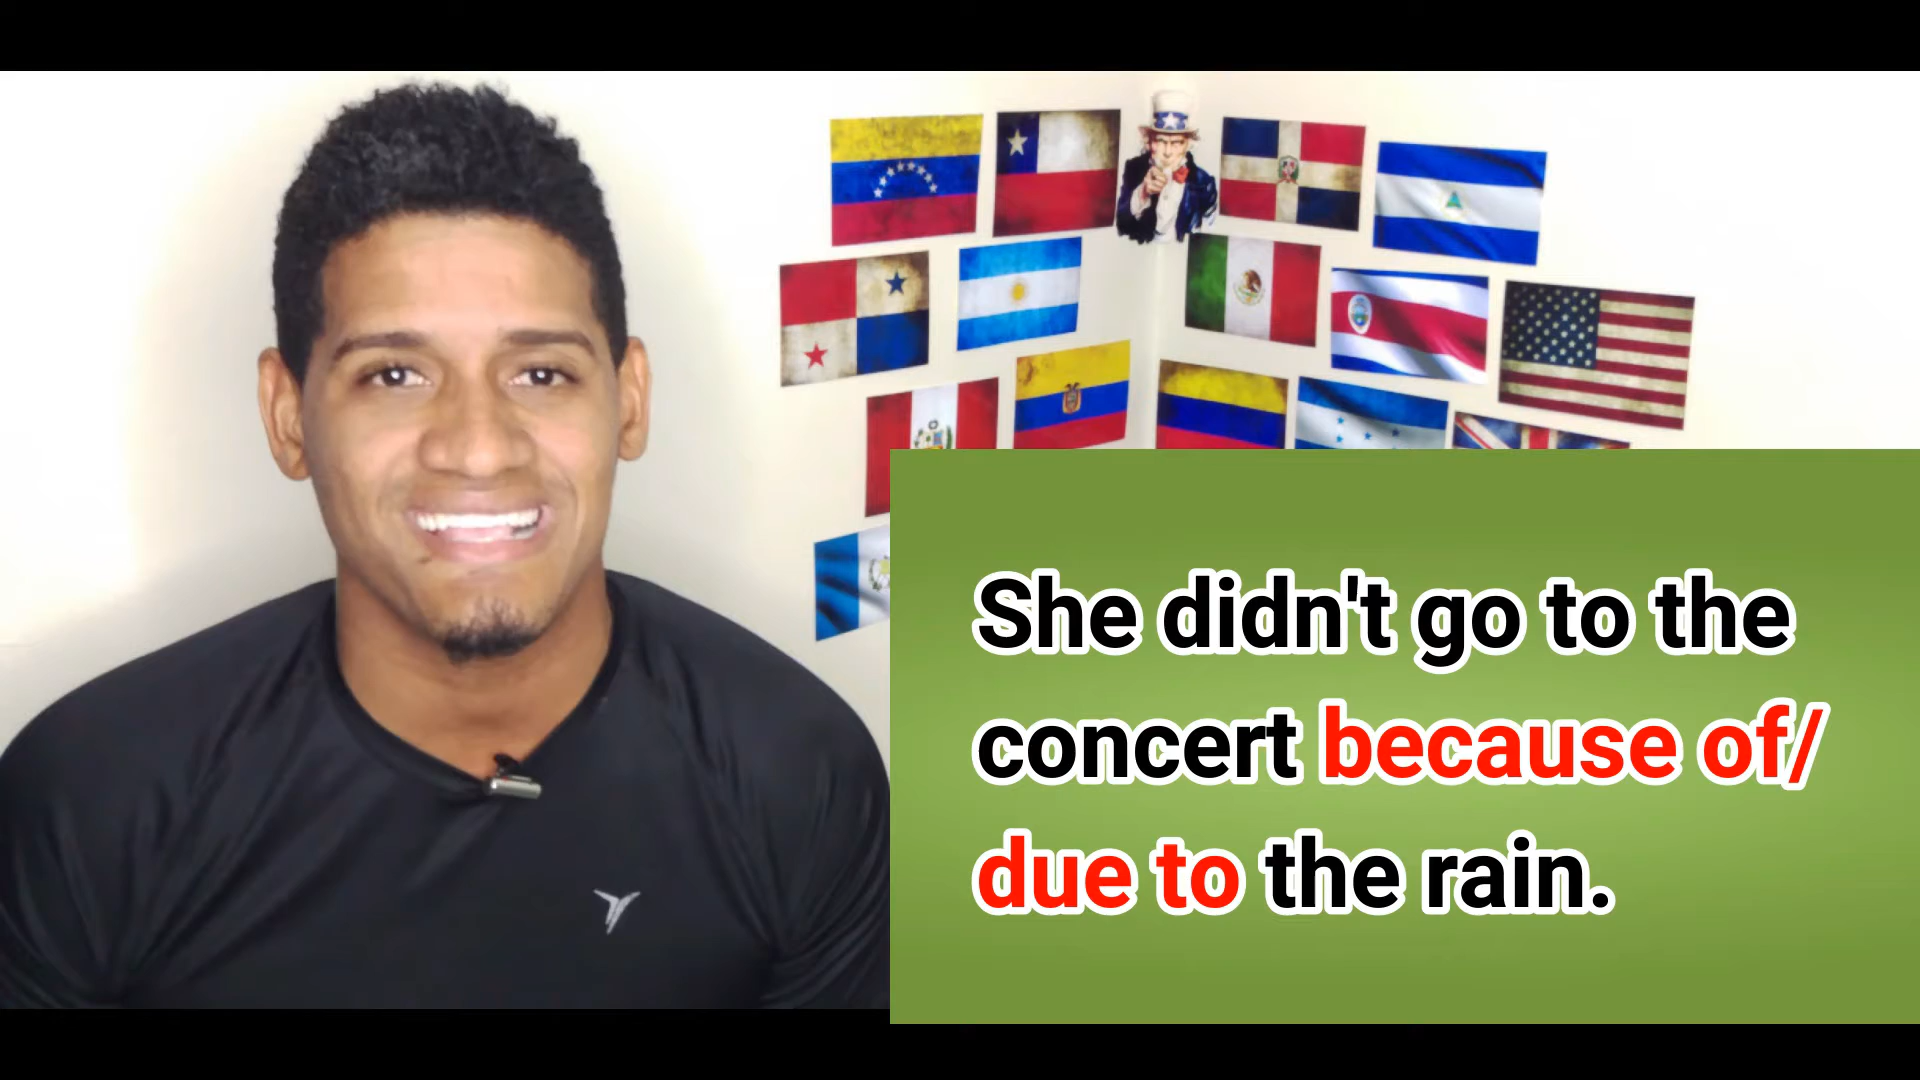 She didn't go to the
concert because of/
due to the rain.